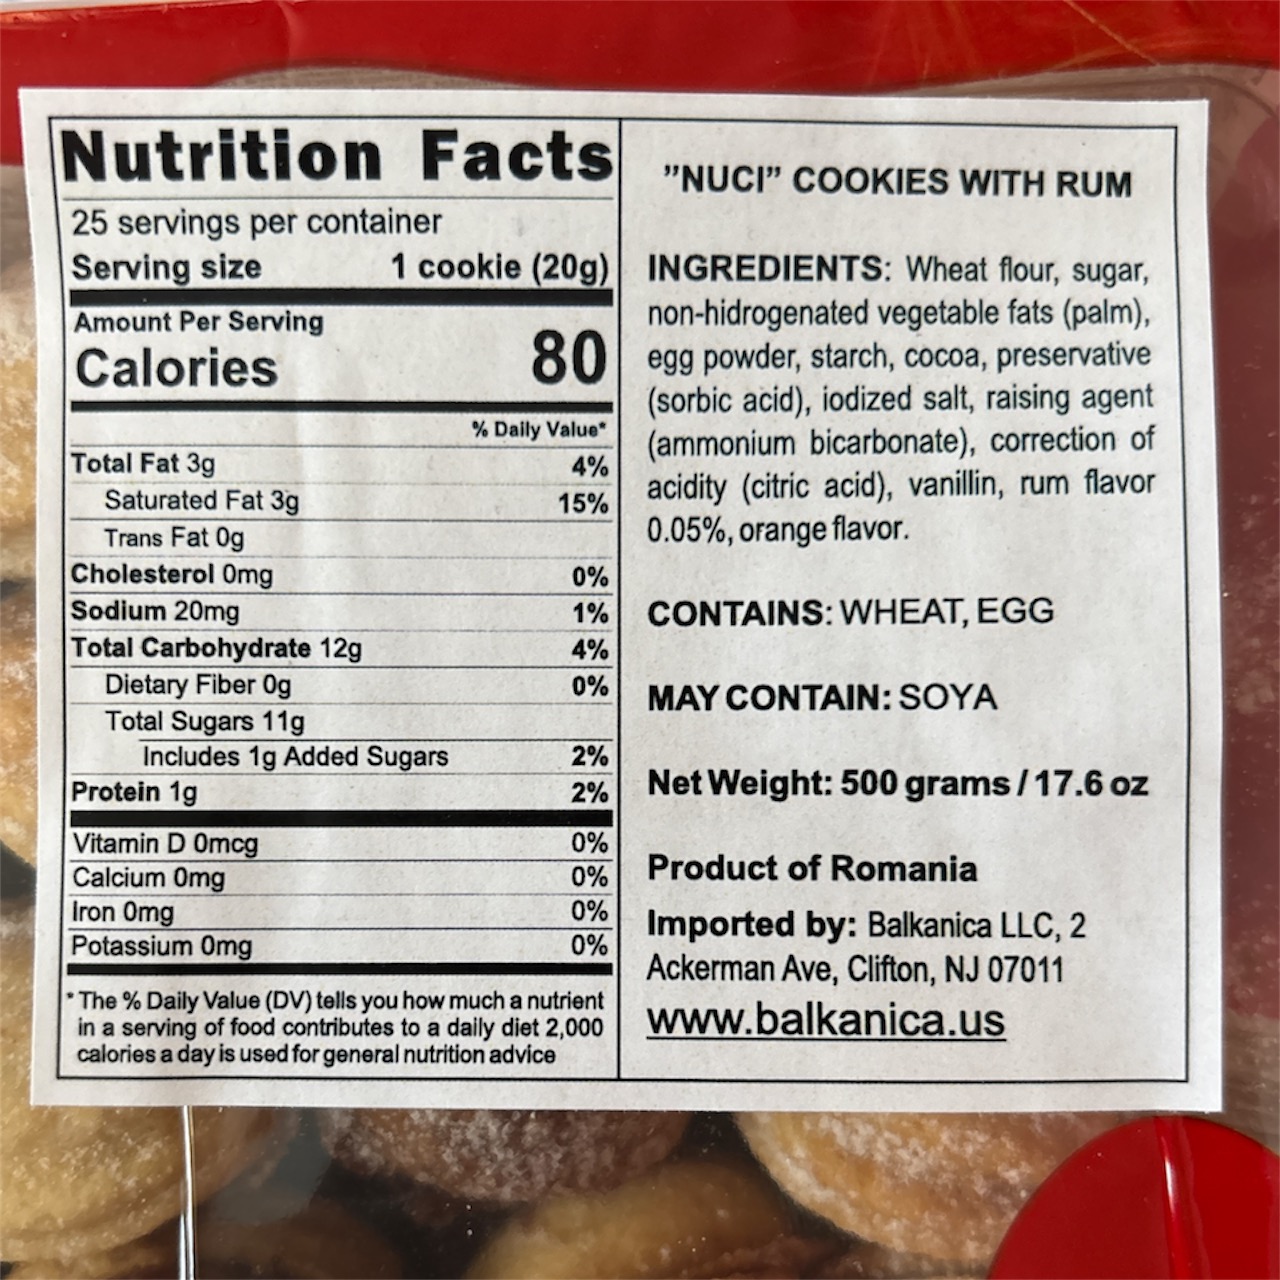 Nutrition Facts
25 servings per container
Serving size 1 cookie (20g)
Amount Per Serving
Calories 80
% Daily Value*
Total Fat 3g 4%
Saturated Fat 3g 15%
Trans Fat 0g
Cholesterol 0mg 0%
Sodium 20mg 1%
Total Carbohydrate 12g 4%
Dietary Fiber 0g 0%
Total Sugars 11g
Includes 1g Added Sugars 2%
Protein 1g 2%
Vitamin D 0mcg 0%
Calcium 0mg 0%
Iron 0mg 0%
Potassium 0mg 0%
* The % Daily Value (DV) tells you how much a nutrient
in a serving of food contributes to a daily diet 2,000
calories a day is used for general nutrition advice
”NUCI” COOKIES WITH RUM
INGREDIENTS: Wheat flour, sugar,
non-hidrogenated vegetable fats (palm),
egg powder, starch, cocoa, preservative
(sorbic acid), iodized salt, raising agent
(ammonium bicarbonate), correction of
acidity (citric acid), vanillin, rum flavor
0.05%, orange flavor.
CONTAINS: WHEAT, EGG
MAY CONTAIN: SOYA
Net Weight: 500 grams / 17.6 oz
Product of Romania
Imported by: Balkanica LLC, 2
Ackerman Ave, Clifton, NJ 07011
www.balkanica.us